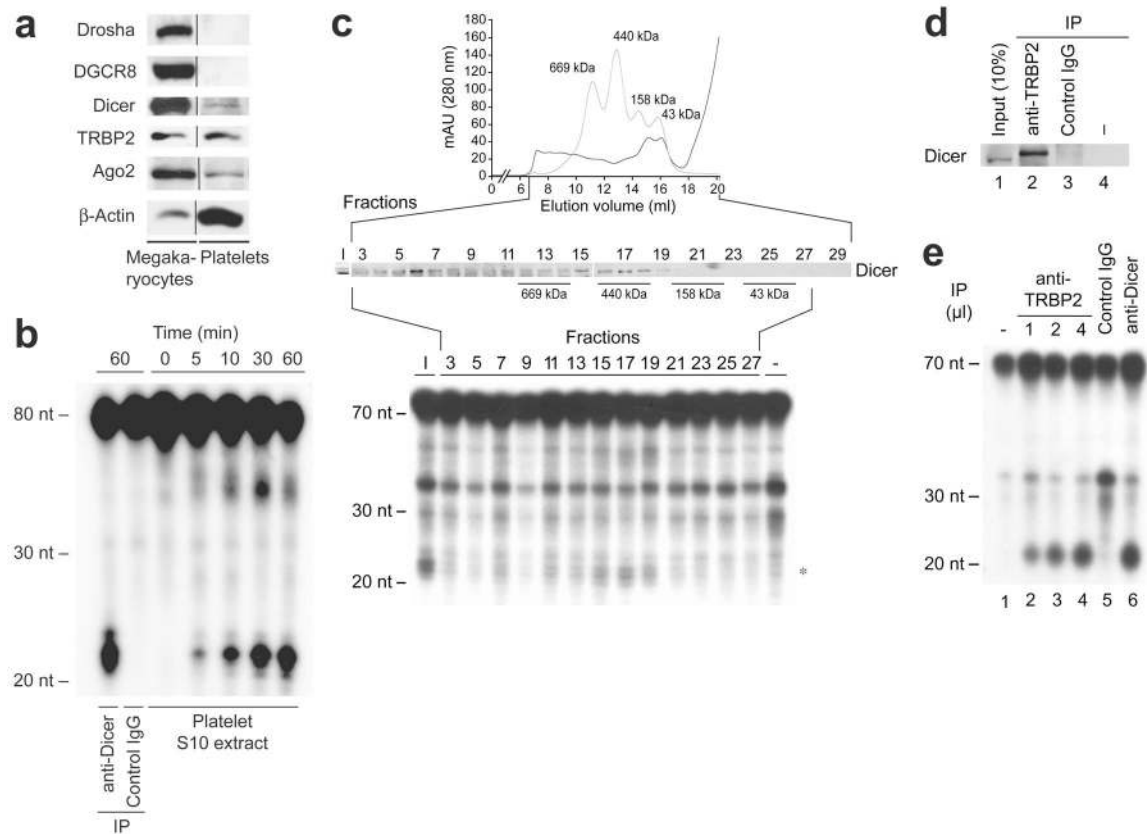 a
Drosha
DGCR8
Dicer
TRBP2
Ago2
β-Actin
Megaka-
ryocytes
Platelets
b
Time (min)
60 0 5 10 30 60
80 nt –
30 nt –
20 nt –
anti-Dicer
Control IgG
IP
Platelet
S10 extract
c
mAU (280 nm)
160
140
120
100
80
60
40
20
0
669 kDa
440 kDa
158 kDa
43 kDa
0 6 8 10 12 14 16 18 20
Elution volume (ml)
Fractions
I 3 5 7 9 11 13 15 17 19 21 23 25 27 29
Dicer
669 kDa 440 kDa 158 kDa 43 kDa
Fractions
I 3 5 7 9 11 13 15 17 19 21 23 25 27 -
70 nt –
30 nt –
20 nt –
*
d
IP
Input (10%)
anti-TRBP2
Control IgG
–
Dicer
1 2 3 4
e
IP
(µl)
-
anti-
TRBP2
1 2 4
Control IgG
anti-Dicer
70 nt –
30 nt –
20 nt –
1 2 3 4 5 6